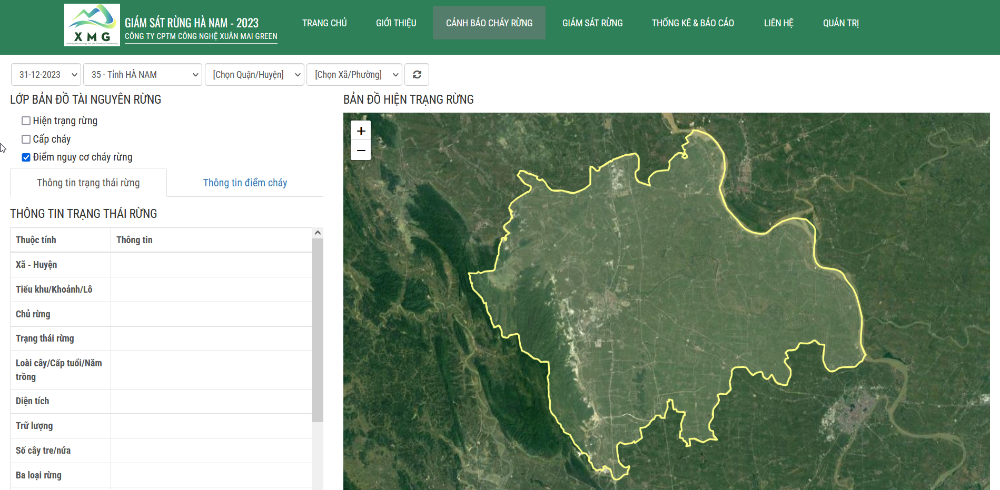 XMG
Leading technology for the Forestry Community
GIÁM SÁT RỪNG HÀ NAM - 2023
CÔNG TY CPTM CÔNG NGHỆ XUÂN MAI GREEN
TRANG CHỦ
GIỚI THIỆU
CẢNH BÁO CHÁY RỪNG
GIÁM SÁT RỪNG
THỐNG KÊ & BÁO CÁO
LIÊN HỆ
QUẢN TRỊ
31-12-2023
35 - Tỉnh HÀ NAM
[Chọn Quận/Huyện]
[Chọn Xã/Phường]
LỚP BẢN ĐỒ TÀI NGUYÊN RỪNG
Hiện trạng rừng
Cấp cháy
Điểm nguy cơ cháy rừng
Thông tin trạng thái rừng
Thông tin điểm cháy
THÔNG TIN TRẠNG THÁI RỪNG
Thuộc tính
Thông tin
Xã - Huyện
Tiểu khu/Khoảnh/Lô
Chủ rừng
Trạng thái rừng
Loài cây/Cấp tuổi/Năm
trồng
Diện tích
Trữ lượng
Số cây tre/nứa
Ba loại rừng
BẢN ĐỒ HIỆN TRẠNG RỪNG
+
−